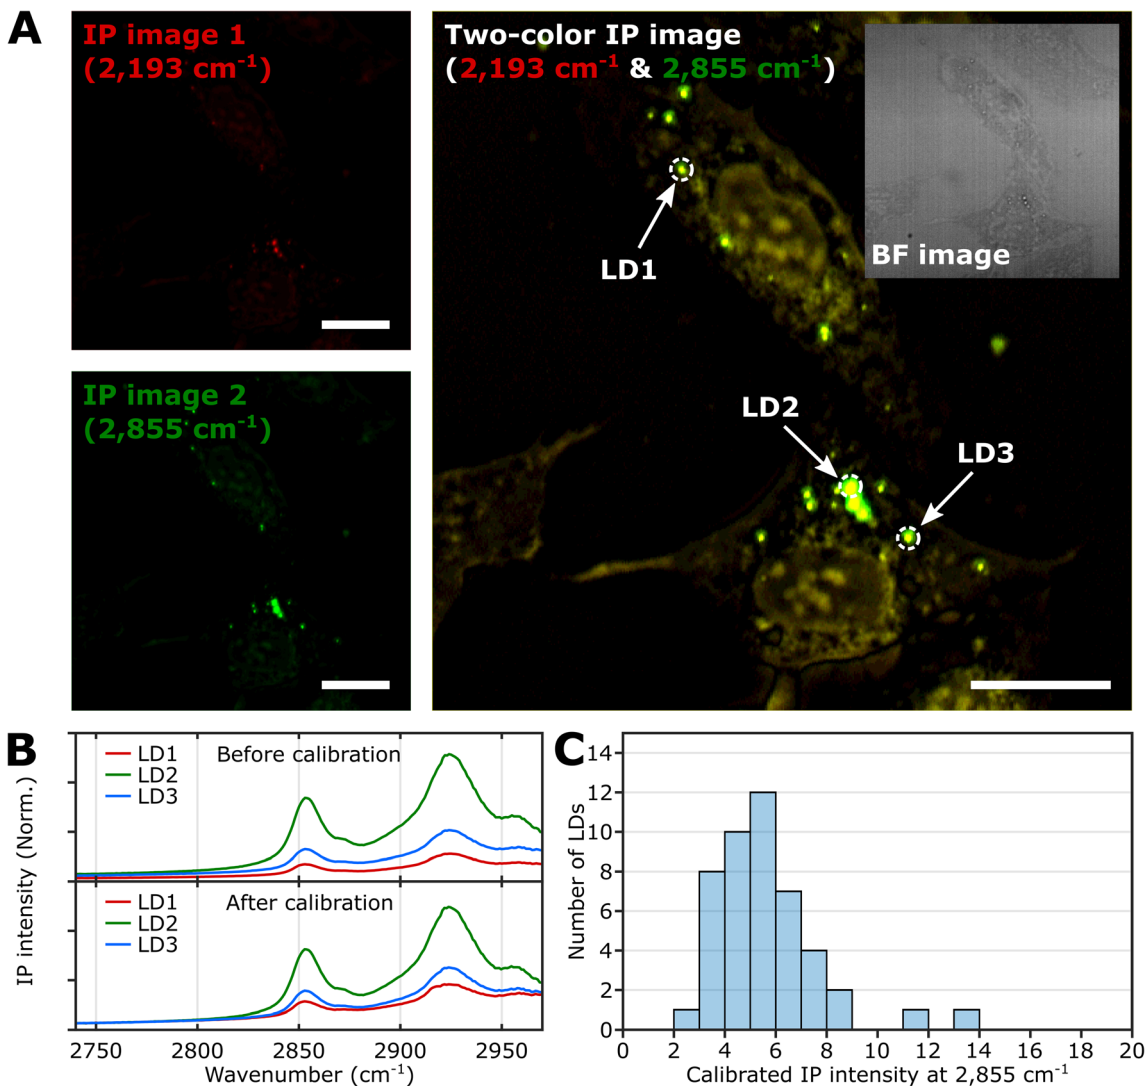 A
IP image 1
(2,193 cm⁻¹)
IP image 2
(2,855 cm⁻¹)
Two-color IP image
(2,193 cm⁻¹ & 2,855 cm⁻¹)
BF image
LD1
LD2
LD3
B
IP intensity (Norm.)
LD1
LD2
LD3
Before calibration
LD1
LD2
LD3
After calibration
2750
2800
2850
2900
2950
Wavenumber (cm⁻¹)
C
Number of LDs
14
12
10
8
6
4
2
0
0
2
4
6
8
10
12
14
16
18
20
Calibrated IP intensity at 2,855 cm⁻¹